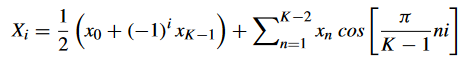 X_i = \frac{1}{2} \left( x_0 + (-1)^i x_{K-1} \right) + \sum_{n=1}^{K-2} x_n \cos \left[ \frac{\pi}{K-1} ni \right]